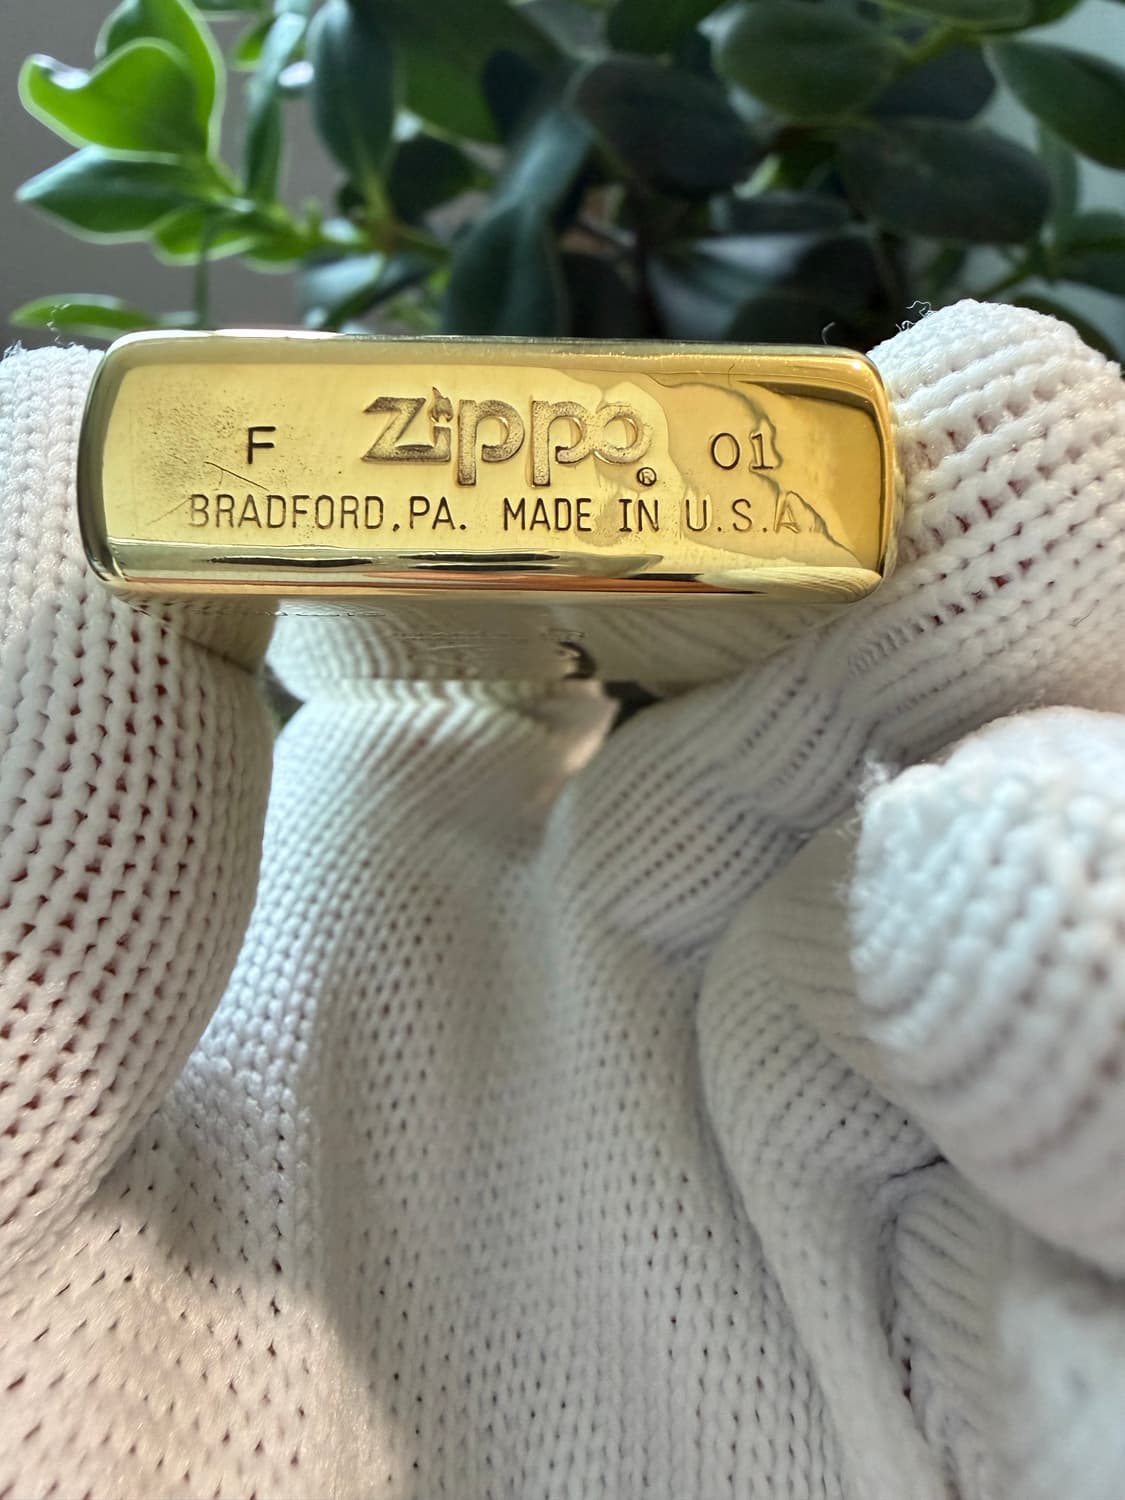 F Zippo® 01
BRADFORD,PA. MADE IN U.S.A.